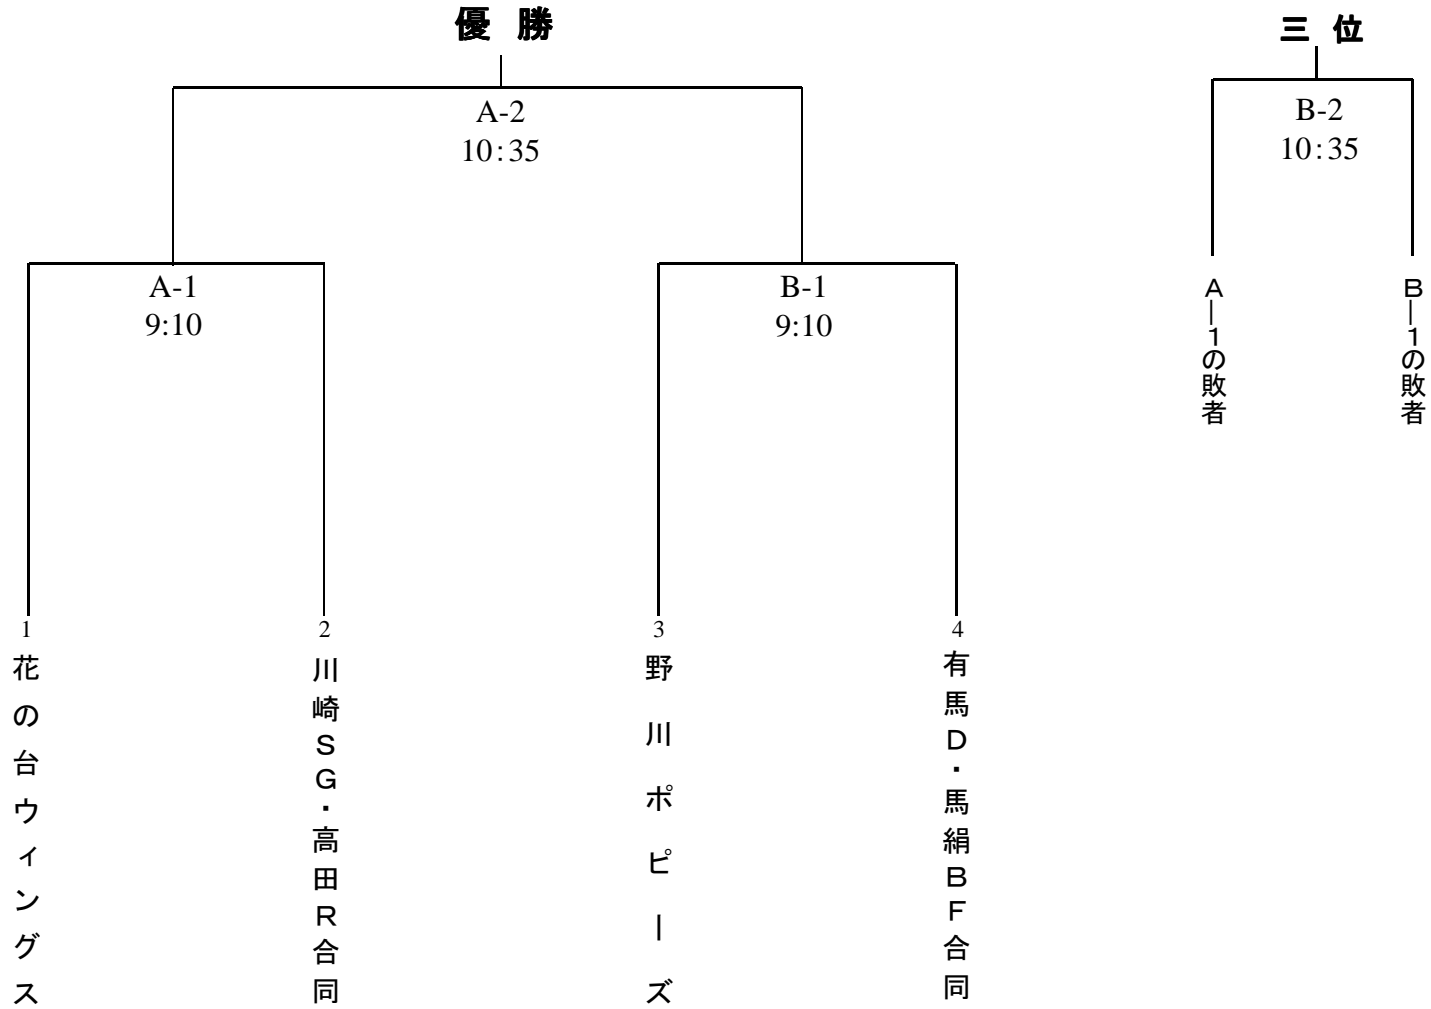 優 勝
三 位
A-2
10:35
B-2
10:35
A-1
9:10
B-1
9:10
A―1の敗者
B―1の敗者
1
2
3
4
花の台ウィングス
川崎SG・高田R合同
野川ポピーズ
有馬D・馬絹BF合同